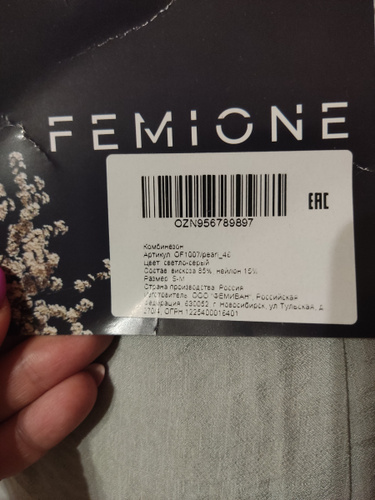 FEMIONE
EAC
OZN956789897
Комбинезон
Артикул: OF1007/pearl_46
Цвет: светло-серый
Состав: вискоза 85%, нейлон 15%
Размер: S-M
Страна производства: Россия
Изготовитель: ООО "ФЕМИВАН", Российская
Федерация, 630052, г. Новосибирск, ул Тульская, д.
270/4, ОГРН 1225400016401